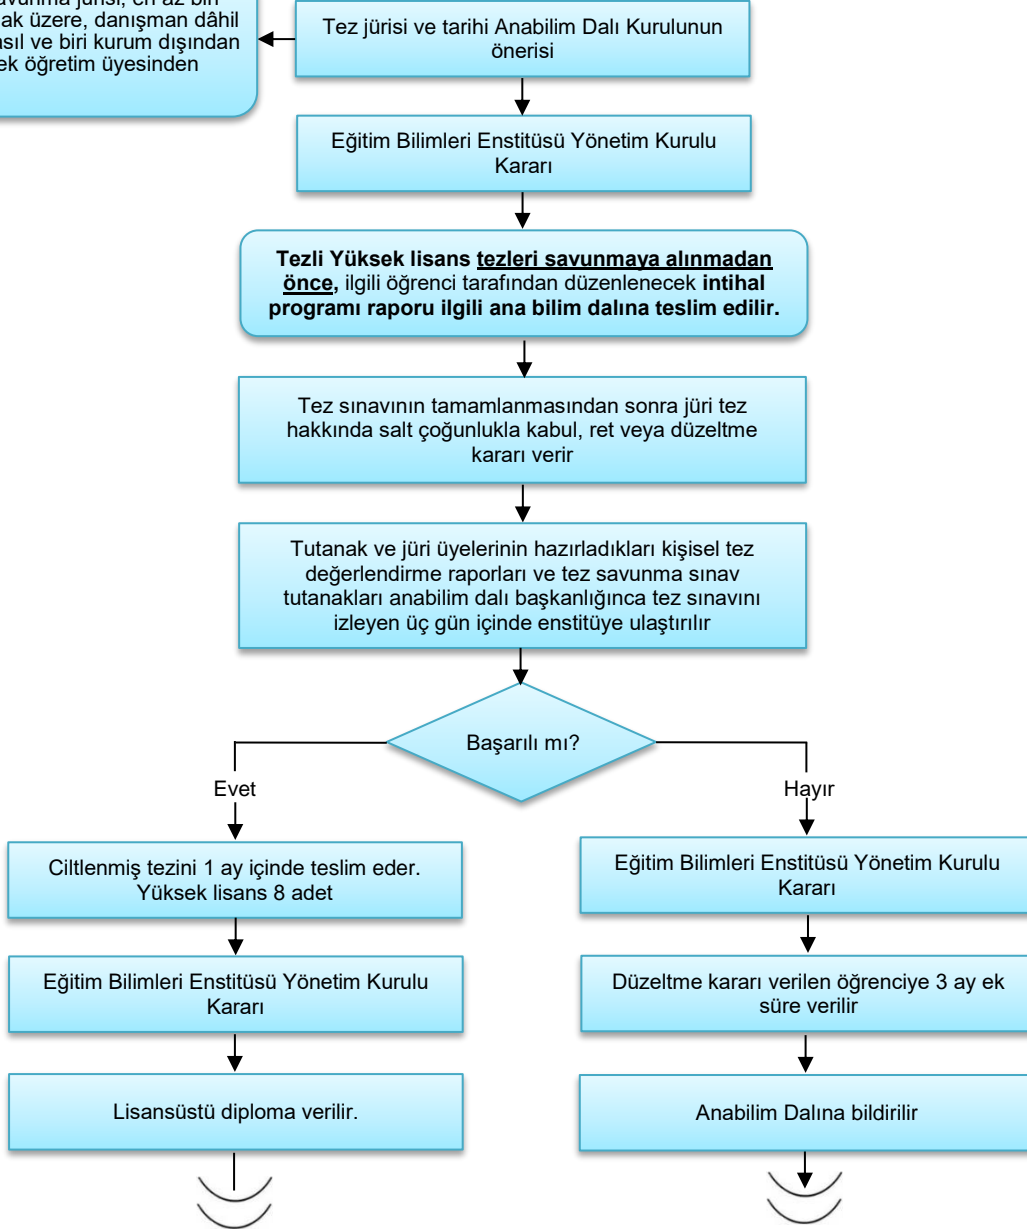 avunma jürisi, en az bir
ak üzere, danışman dâhil
asıl ve biri kurum dışından
ek öğretim üyesinden
Tez jürisi ve tarihi Anabilim Dalı Kurulunun
önerisi
Eğitim Bilimleri Enstitüsü Yönetim Kurulu
Kararı
Tezli Yüksek lisans tezleri savunmaya alınmadan
önce, ilgili öğrenci tarafından düzenlenecek intihal
programı raporu ilgili ana bilim dalına teslim edilir.
Tez sınavının tamamlanmasından sonra jüri tez
hakkında salt çoğunlukla kabul, ret veya düzeltme
kararı verir
Tutanak ve jüri üyelerinin hazırladıkları kişisel tez
değerlendirme raporları ve tez savunma sınav
tutanakları anabilim dalı başkanlığınca tez sınavını
izleyen üç gün içinde enstitüye ulaştırılır
Başarılı mı?
Evet
Hayır
Ciltlenmiş tezini 1 ay içinde teslim eder.
Yüksek lisans 8 adet
Eğitim Bilimleri Enstitüsü Yönetim Kurulu
Kararı
Lisansüstü diploma verilir.
Eğitim Bilimleri Enstitüsü Yönetim Kurulu
Kararı
Düzeltme kararı verilen öğrenciye 3 ay ek
süre verilir
Anabilim Dalına bildirilir